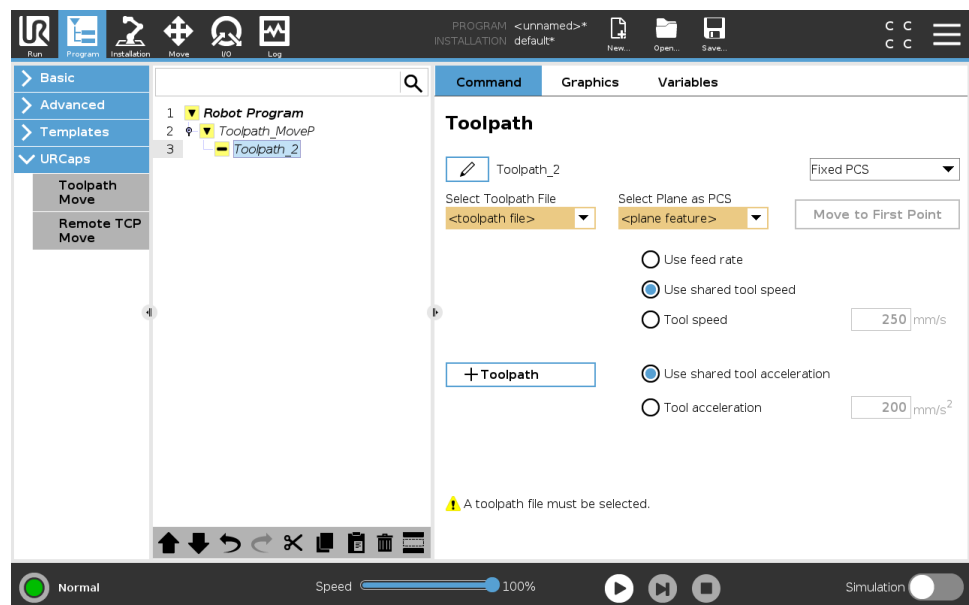 PROGRAM <unnamed>*
INSTALLATION default*
Run Program Installation Move I/O Log New... Open... Save...
C C
C C
Basic
Advanced
Templates
URCaps
Toolpath
Move
Remote TCP
Move
1 Robot Program
2 Toolpath_MoveP
3 Toolpath_2
Command Graphics Variables
Toolpath
Toolpath_2 Fixed PCS
Select Toolpath File Select Plane as PCS
<toolpath file> <plane feature> Move to First Point
Use feed rate
Use shared tool speed
Tool speed 250 mm/s
+Toolpath Use shared tool acceleration
Tool acceleration 200 mm/s²
A toolpath file must be selected.
Normal Speed 100% Simulation